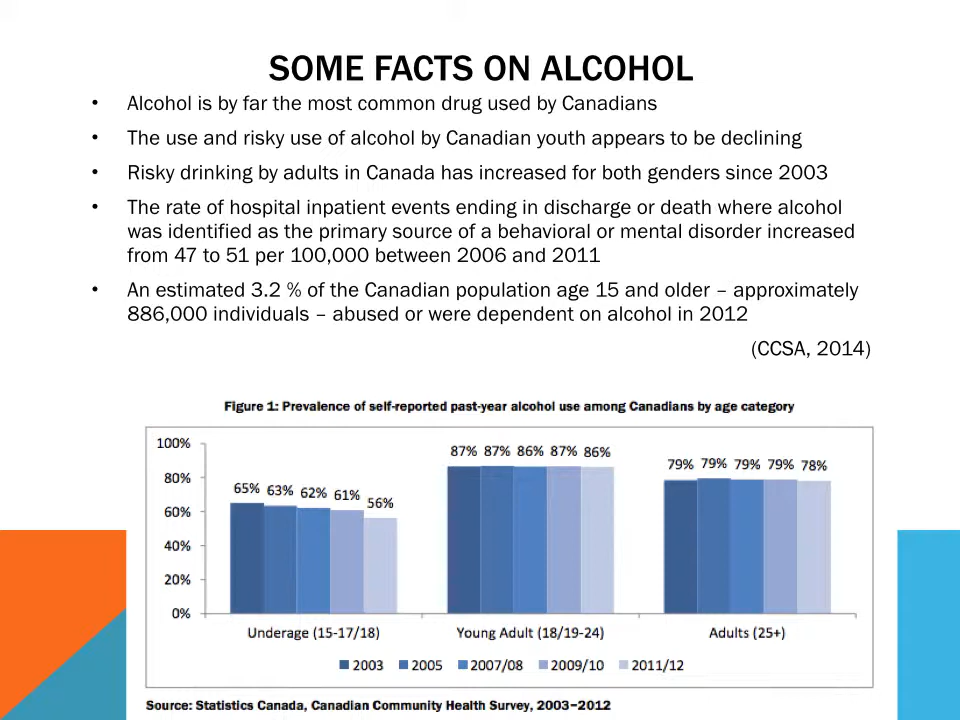 SOME FACTS ON ALCOHOL
• Alcohol is by far the most common drug used by Canadians
• The use and risky use of alcohol by Canadian youth appears to be declining
• Risky drinking by adults in Canada has increased for both genders since 2003
• The rate of hospital inpatient events ending in discharge or death where alcohol
was identified as the primary source of a behavioral or mental disorder increased
from 47 to 51 per 100,000 between 2006 and 2011
• An estimated 3.2 % of the Canadian population age 15 and older – approximately
886,000 individuals – abused or were dependent on alcohol in 2012
(CCSA, 2014)
Figure 1: Prevalence of self-reported past-year alcohol use among Canadians by age category
100%
80%
60%
40%
20%
0%
65% 63% 62% 61% 56%
87% 87% 86% 87% 86%
79% 79% 79% 79% 78%
Underage (15-17/18) Young Adult (18/19-24) Adults (25+)
2003 2005 2007/08 2009/10 2011/12
Source: Statistics Canada, Canadian Community Health Survey, 2003–2012